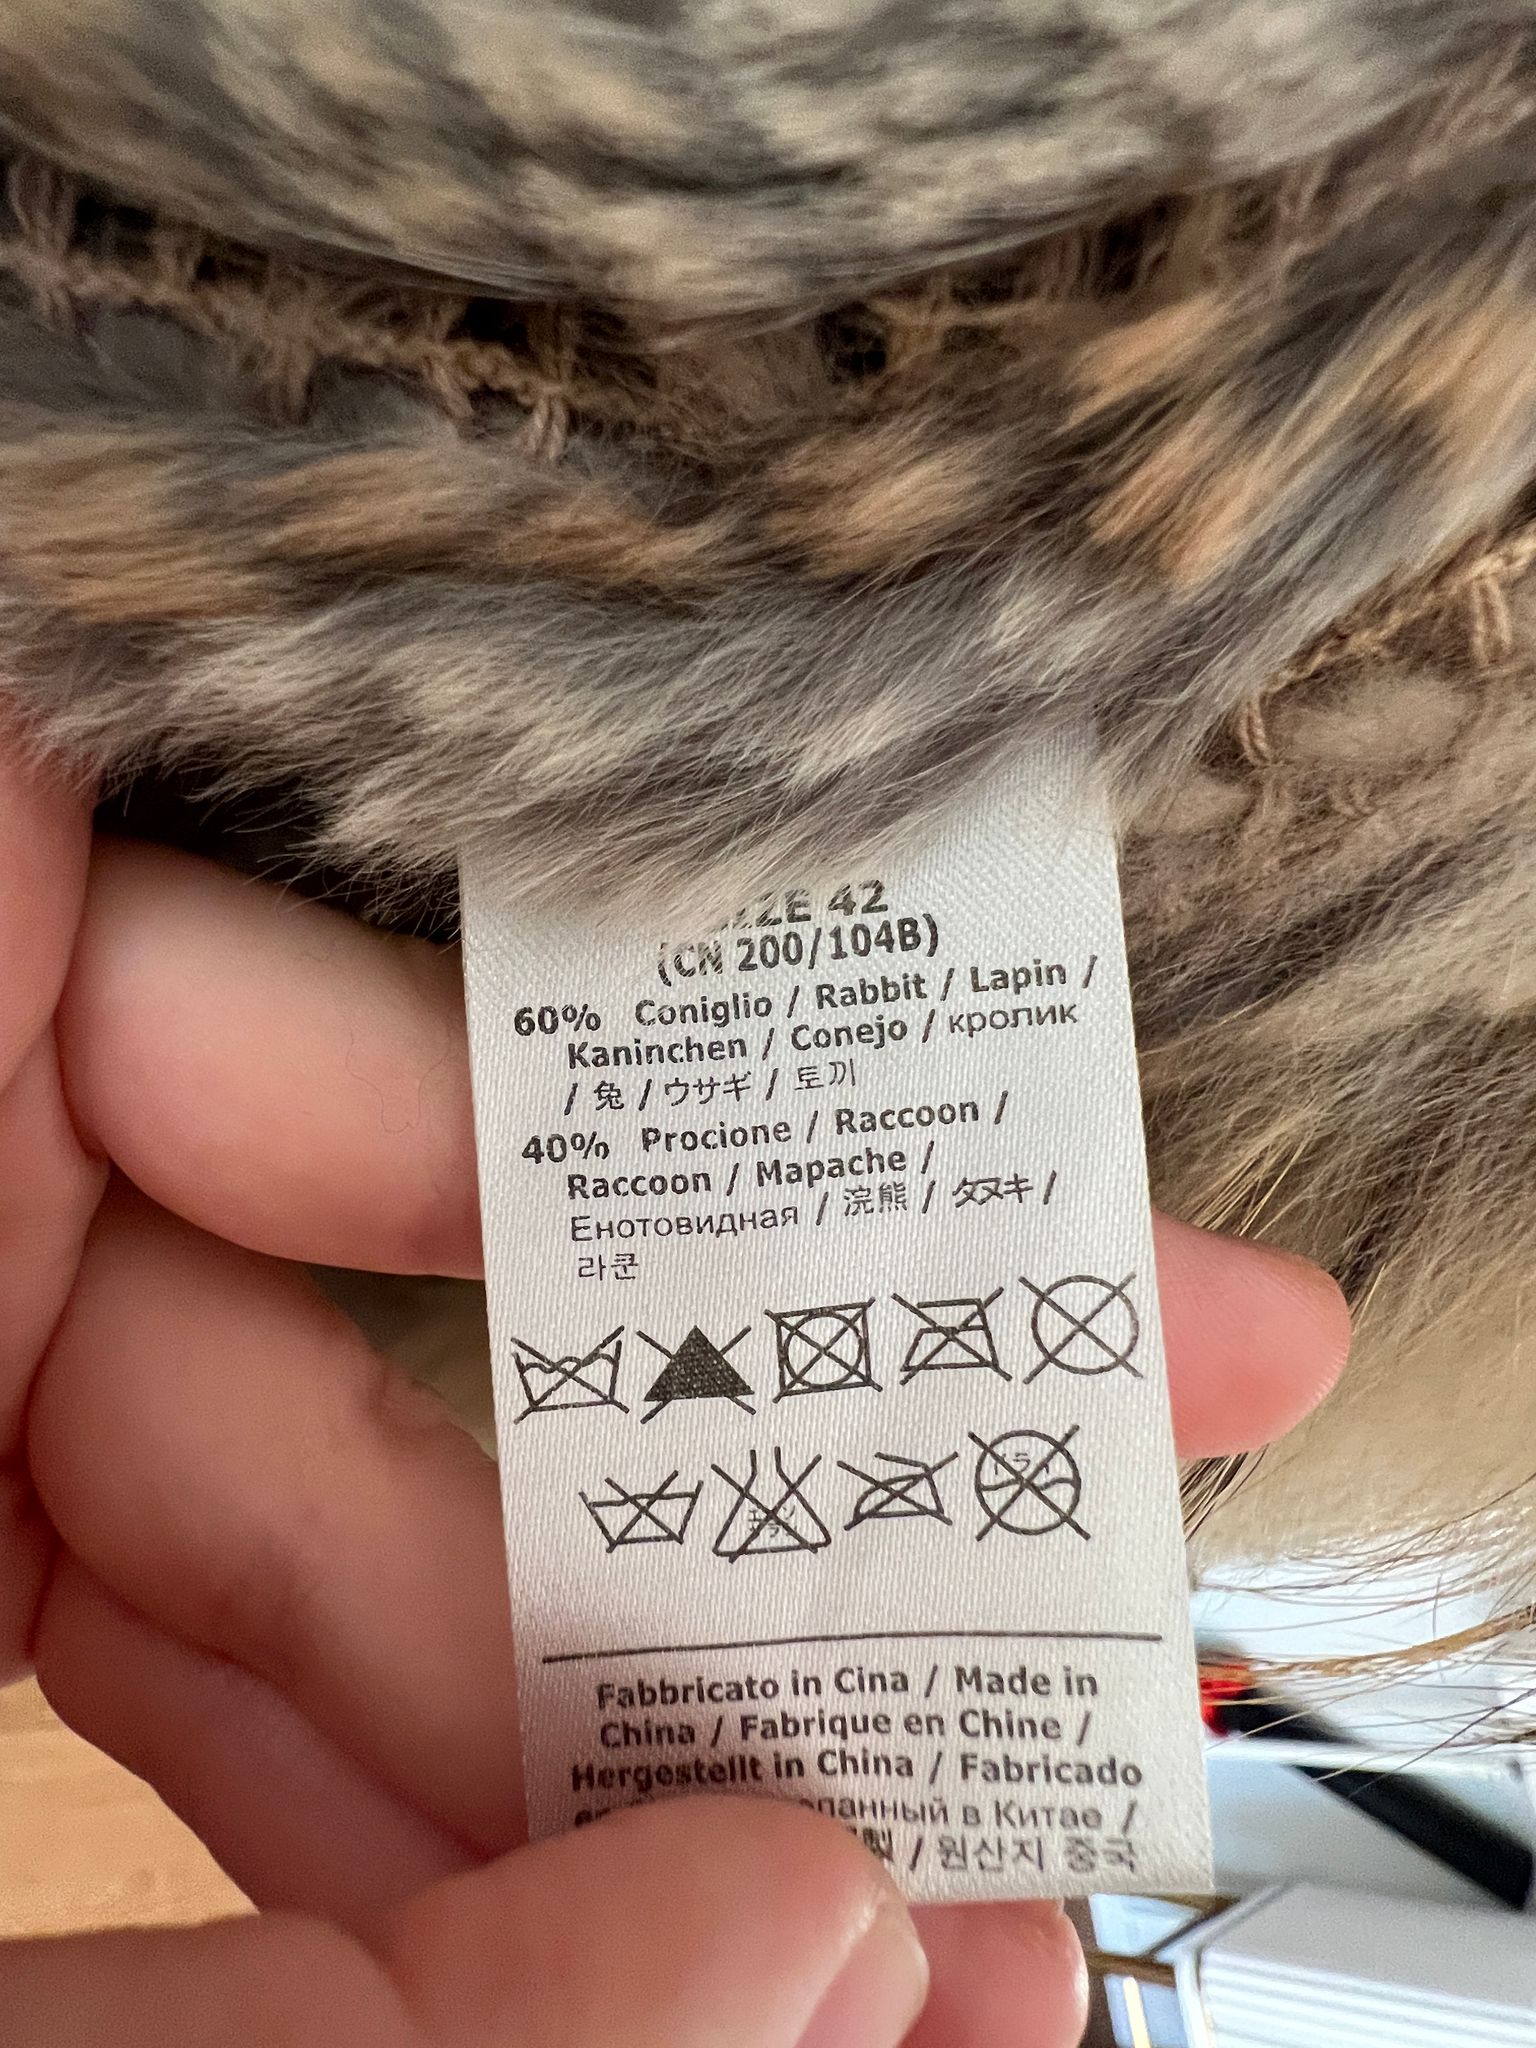 42
(CN 200/104B)
60% Coniglio / Rabbit / Lapin /
Kaninchen / Conejo / кролик
/ 兔 / ウサギ / 토끼
40% Procione / Raccoon /
Raccoon / Mapache /
Енотовидная / 浣熊 / タヌキ /
라쿤
Fabbricato in Cina / Made in
China / Fabrique en Chine /
Hergestellt in China / Fabricado
в Китае /
製 / 원산지 중국